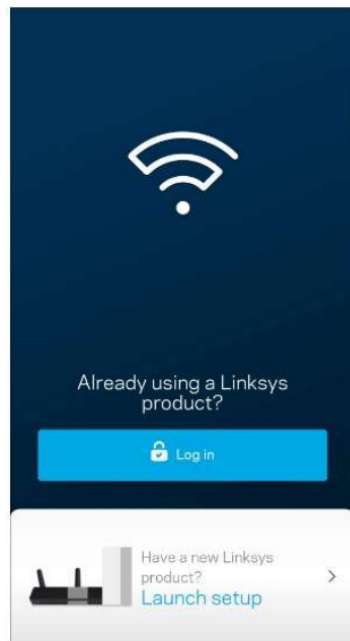 Already using a Linksys
product?
Log in
Have a new Linksys
product?
Launch setup